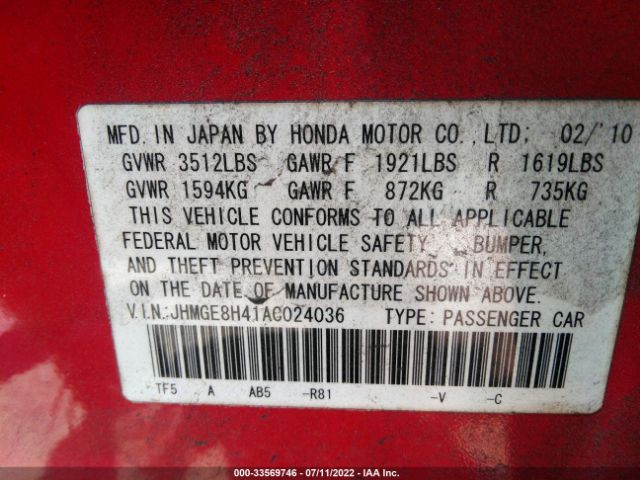 MFD. IN JAPAN BY HONDA MOTOR CO., LTD. 02/'10
GVWR 3512LBS GAWR F 1921LBS R 1619LBS
GVWR 1594KG GAWR F 872KG R 735KG
THIS VEHICLE CONFORMS TO ALL APPLICABLE
FEDERAL MOTOR VEHICLE SAFETY, BUMPER,
AND THEFT PREVENTION STANDARDS IN EFFECT
ON THE DATE OF MANUFACTURE SHOWN ABOVE.
V.I.N.:JHMGE8H41AC024036 TYPE: PASSENGER CAR
TF5 A AB5 -R81 -V -C
000-33569746 - 07/11/2022 - IAA Inc.